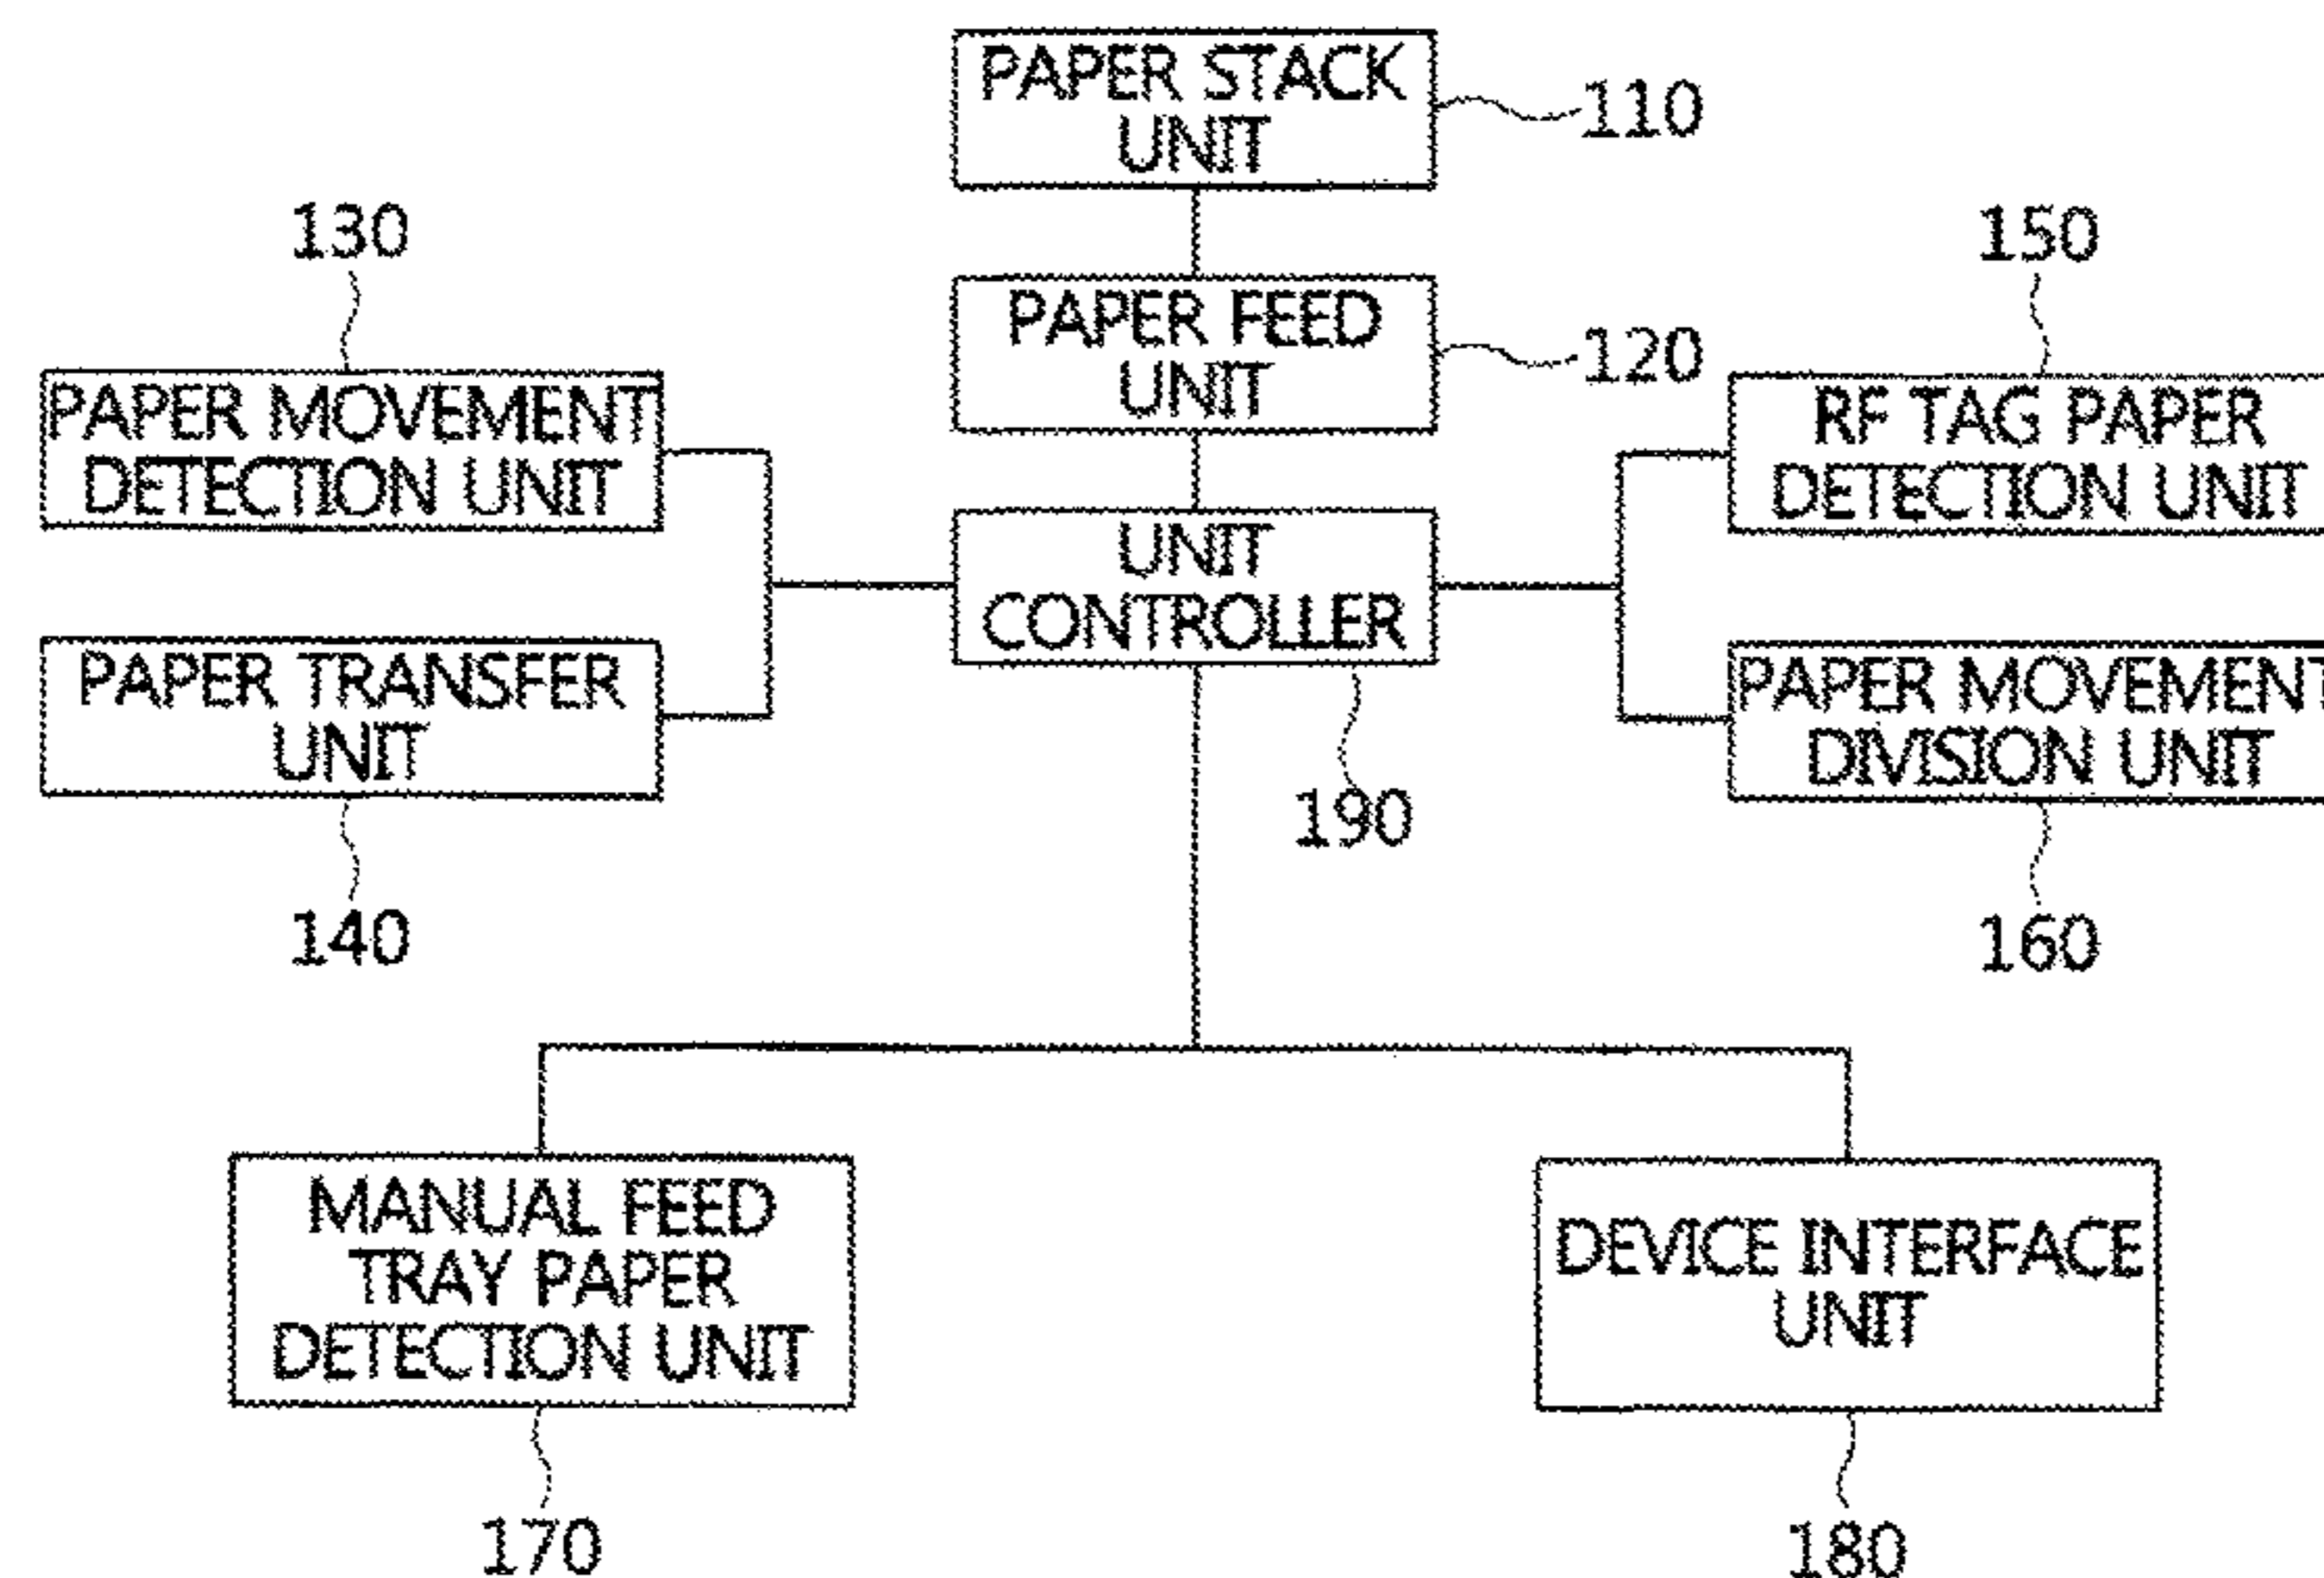 PAPER STACK
UNIT
110
130
150
PAPER FEED
UNIT
120
PAPER MOVEMENT
DETECTION UNIT
RF TAG PAPER
DETECTION UNIT
UNIT
CONTROLLER
190
PAPER TRANSFER
UNIT
140
PAPER MOVEMENT
DIVISION UNIT
160
MANUAL FEED
TRAY PAPER
DETECTION UNIT
170
DEVICE INTERFACE
UNIT
180